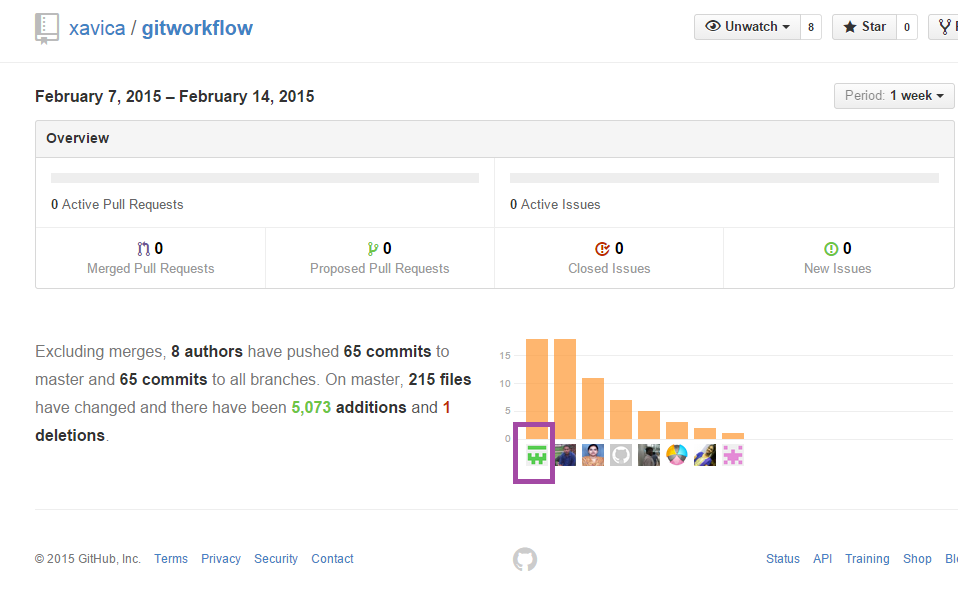 xavica / gitworkflow
Unwatch 8 Star 0
February 7, 2015 – February 14, 2015
Period: 1 week
Overview
0 Active Pull Requests
0 Active Issues
0
Merged Pull Requests
0
Proposed Pull Requests
0
Closed Issues
0
New Issues
Excluding merges, 8 authors have pushed 65 commits to
master and 65 commits to all branches. On master, 215 files
have changed and there have been 5,073 additions and 1
deletions.
15
10
5
0
© 2015 GitHub, Inc. Terms Privacy Security Contact
Status API Training Shop